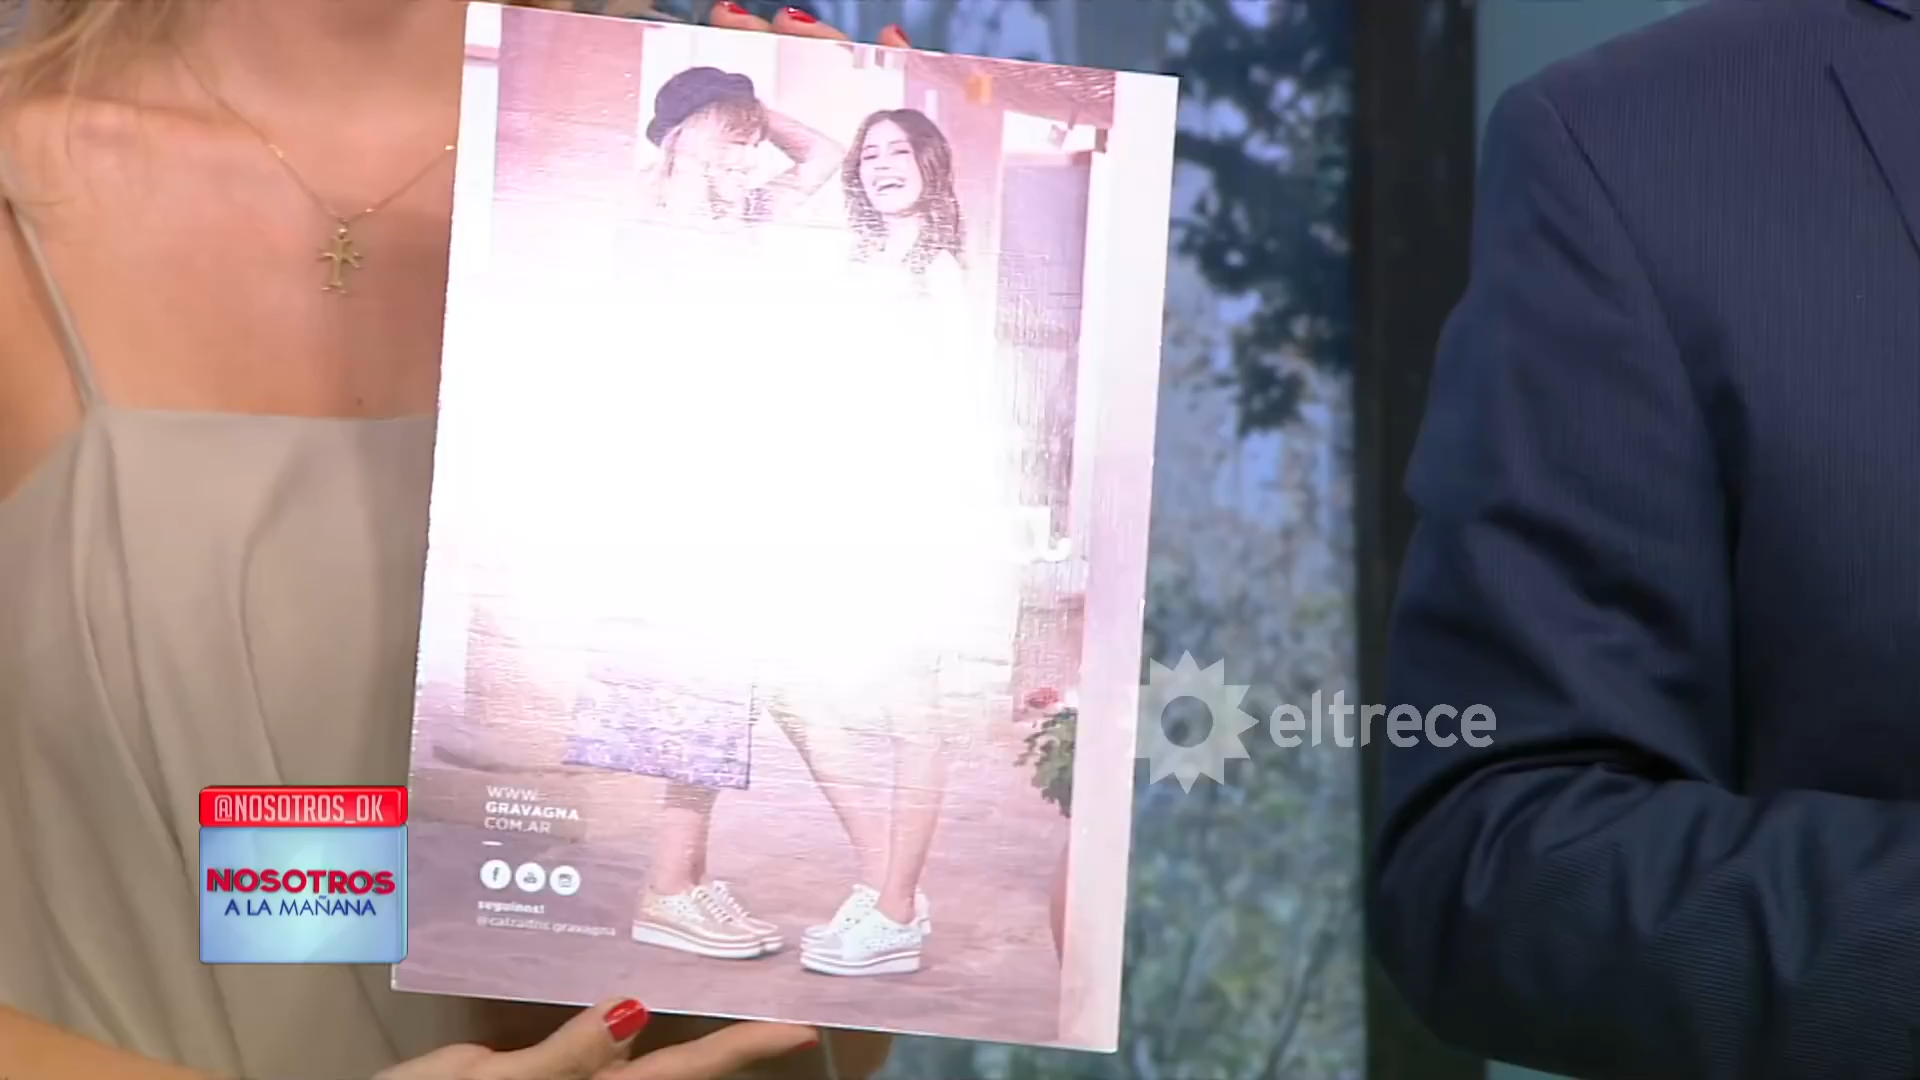 WWW
GRAVAGNA
COM.AR
seguinos!
@calzados.gravagna
eltrece
@NOSOTROS_OK
NOSOTROS
A LA MAÑANA